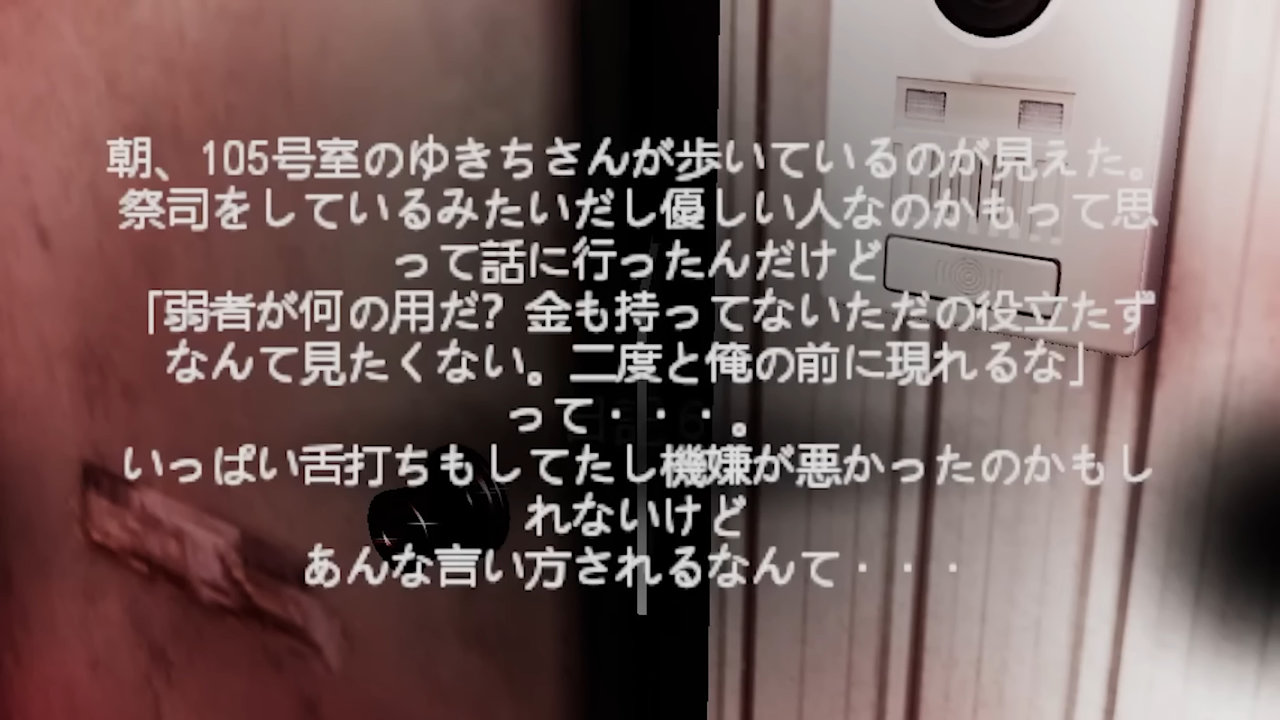 朝、105号室のゆきちさんが歩いているのが見えた。
祭司をしているみたいだし優しい人なのかもって思
って話に行ったんだけど
「弱者が何の用だ？金も持ってないただの役立たず
なんて見たくない。二度と俺の前に現れるな」
って・・・。
いっぱい舌打ちもしてたし機嫌が悪かったのかもし
れないけど
あんな言い方されるなんて・・・